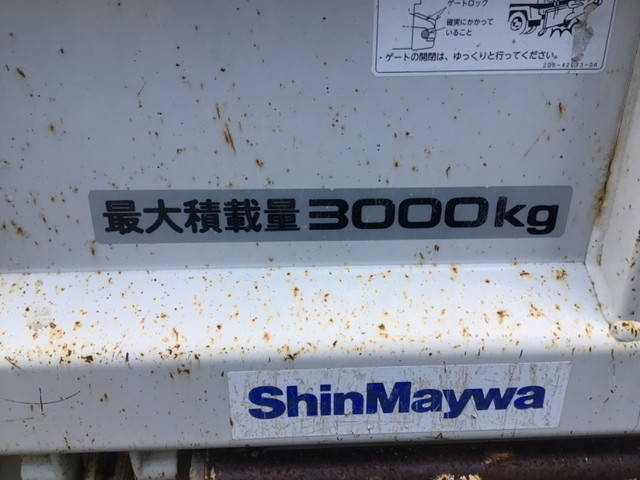 ゲートロック
確実にかかって
いること
・ゲートの開閉は、ゆっくりと行ってください。
最大積載量3000kg
ShinMaywa